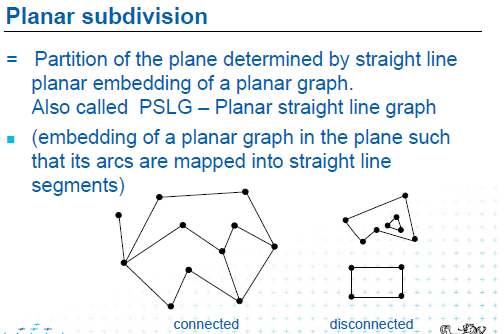 Planar subdivision
= Partition of the plane determined by straight line
planar embedding of a planar graph.
Also called PSLG – Planar straight line graph
(embedding of a planar graph in the plane such
that its arcs are mapped into straight line
segments)
connected
disconnected